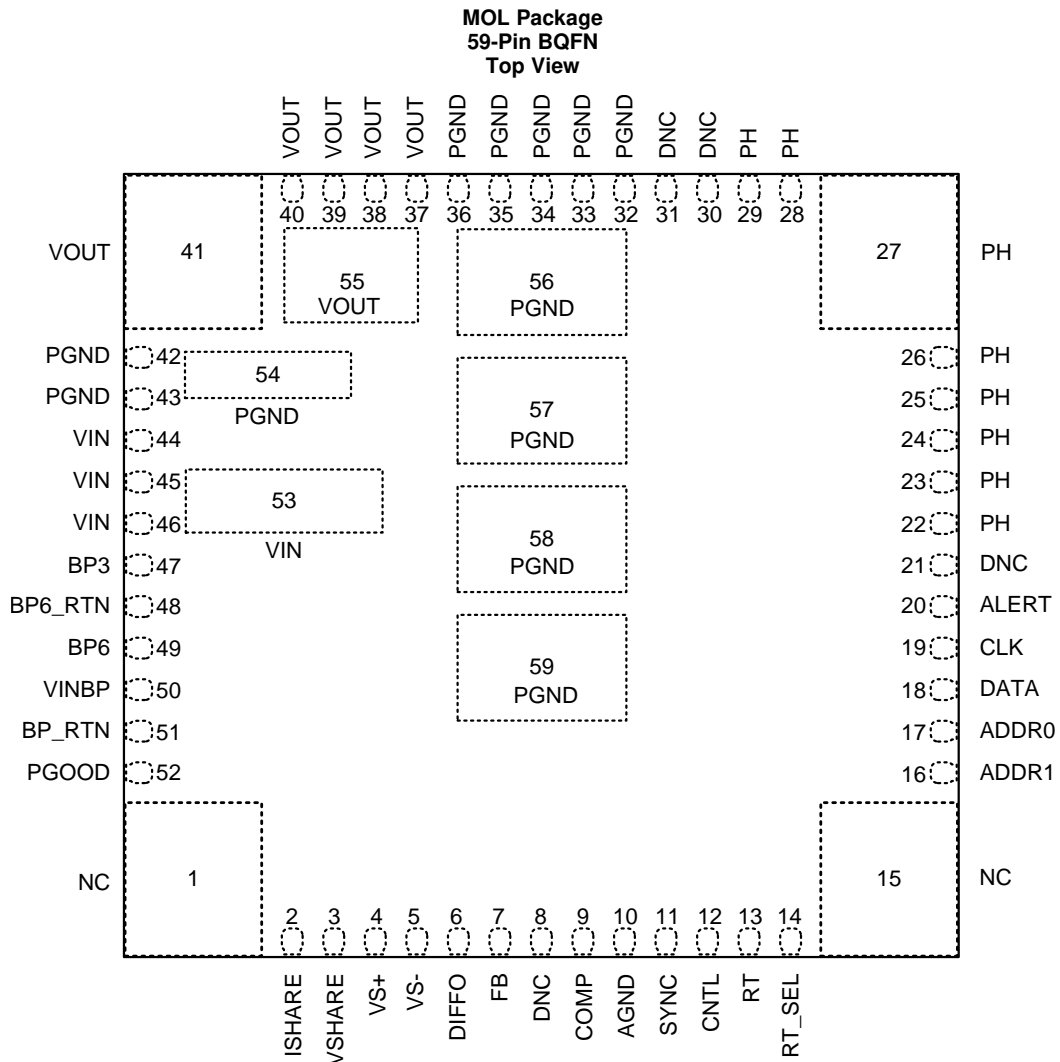 MOL Package
59-Pin BQFN
Top View
VOUT
VOUT
VOUT
VOUT
PGND
PGND
PGND
PGND
PGND
DNC
DNC
PH
PH
40
39
38
37
36
35
34
33
32
31
30
29
28
VOUT
41
55
VOUT
56
PGND
27
PH
PGND
42
54
PGND
57
PGND
26
PH
PGND
43
25
PH
VIN
44
24
PH
VIN
45
53
VIN
58
PGND
23
PH
VIN
46
22
PH
BP3
47
21
DNC
BP6_RTN
48
20
ALERT
BP6
49
59
PGND
19
CLK
VINBP
50
18
DATA
BP_RTN
51
17
ADDR0
PGOOD
52
16
ADDR1
NC
1
15
NC
2
3
4
5
6
7
8
9
10
11
12
13
14
ISHARE
VSHARE
VS+
VS-
DIFFO
FB
DNC
COMP
AGND
SYNC
CNTL
RT
RT_SEL